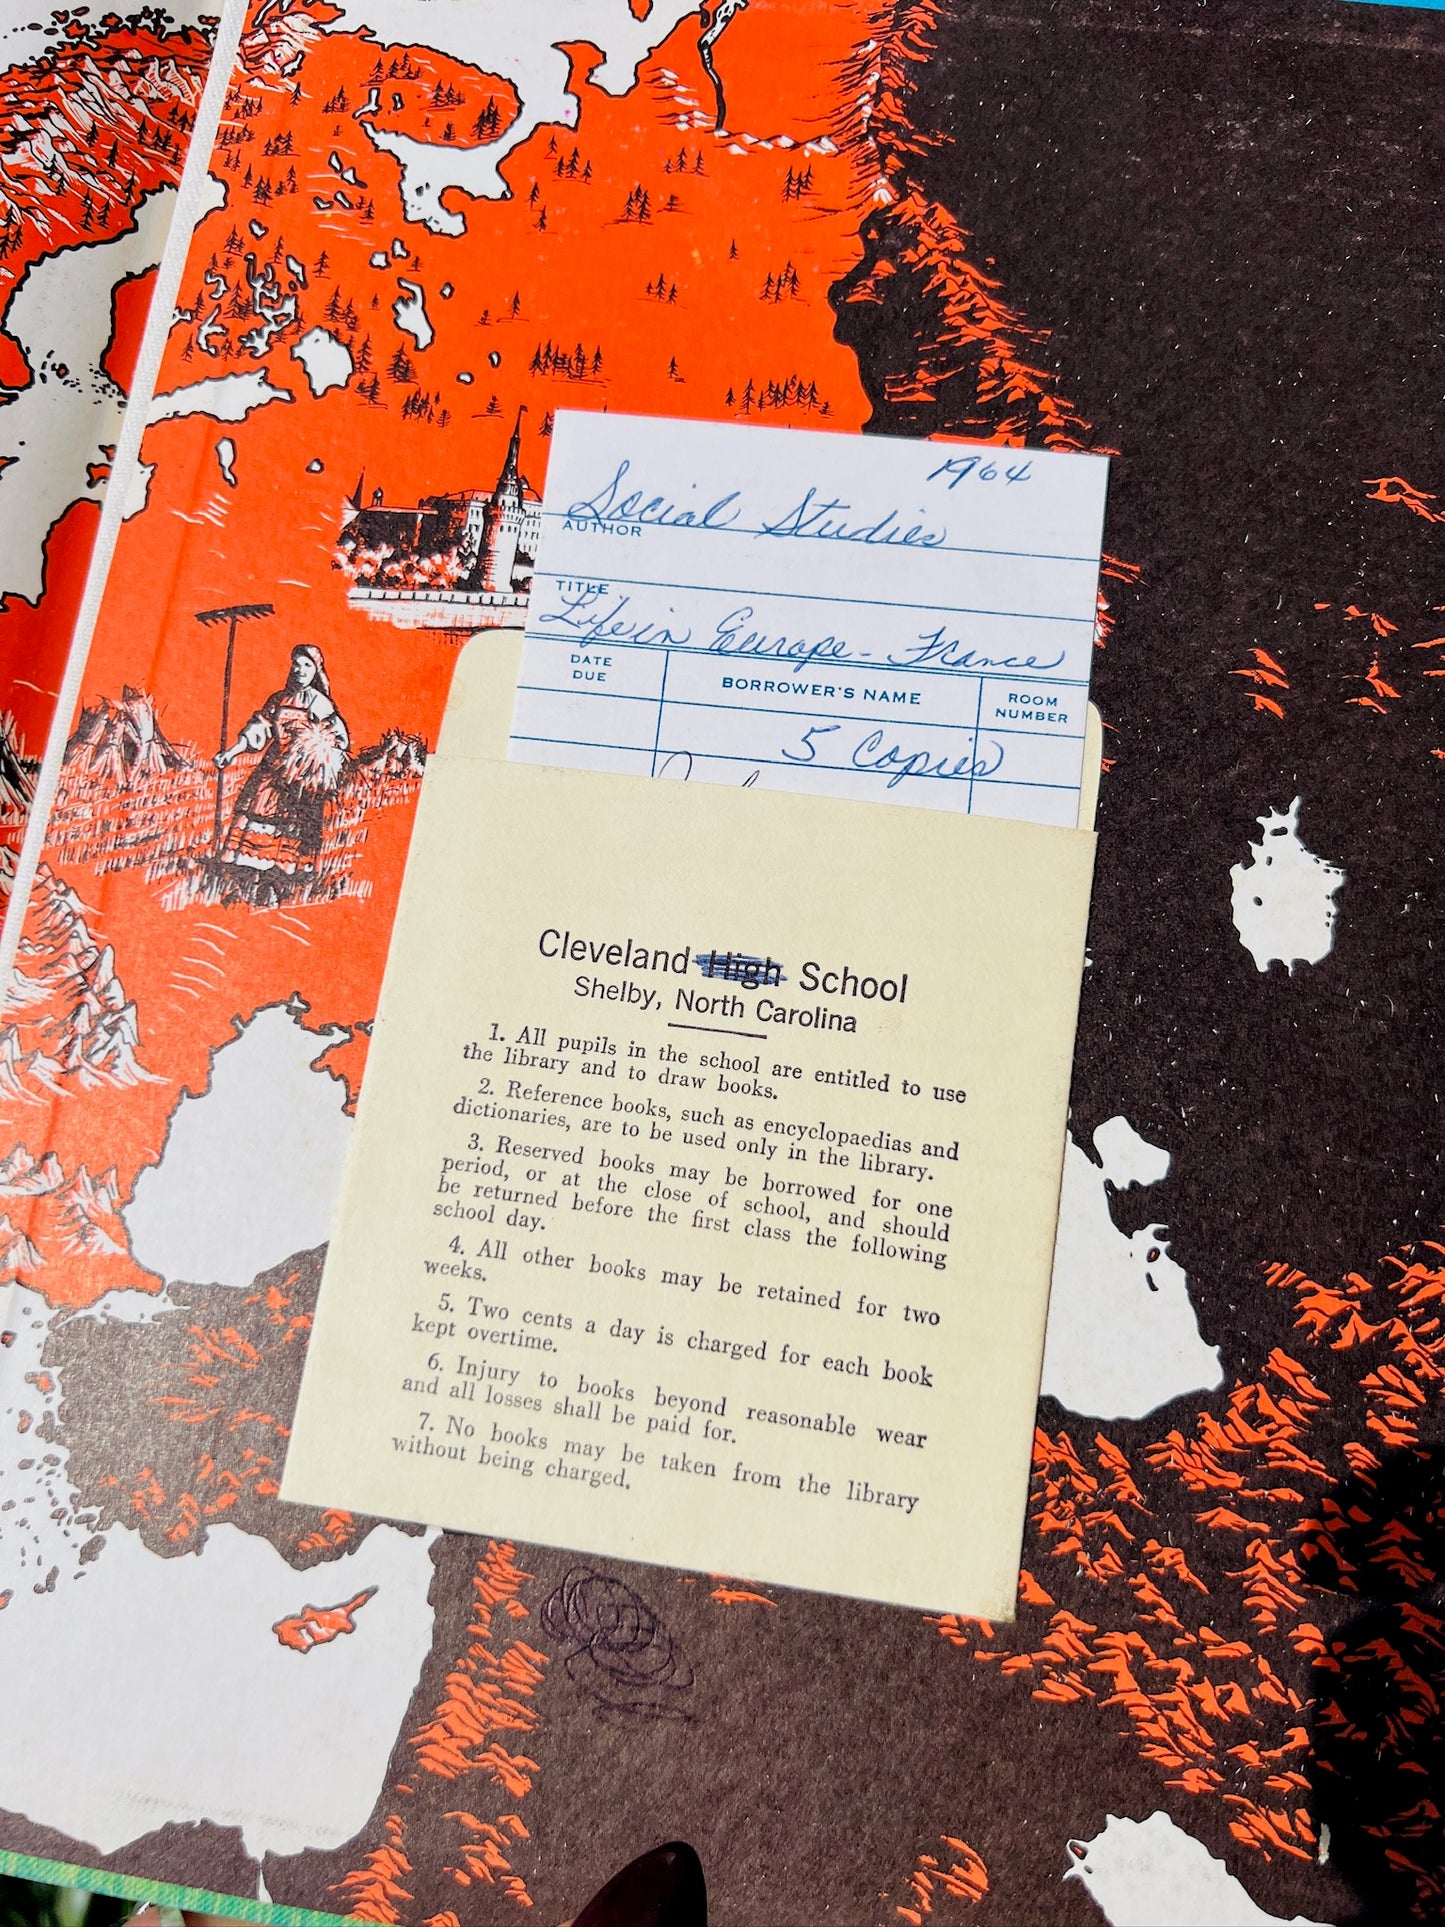 1964
Social Studies
AUTHOR
TITLE
Life in Europe - France
DATE DUE
BORROWER'S NAME
ROOM NUMBER
5 Copies
Cleveland High School
Shelby, North Carolina
1. All pupils in the school are entitled to use
the library and to draw books.
2. Reference books, such as encyclopaedias and
dictionaries, are to be used only in the library.
3. Reserved books may be borrowed for one
period, or at the close of school, and should
be returned before the first class the following
school day.
4. All other books may be retained for two
weeks.
5. Two cents a day is charged for each book
kept overtime.
6. Injury to books beyond reasonable wear
and all losses shall be paid for.
7. No books may be taken from the library
without being charged.